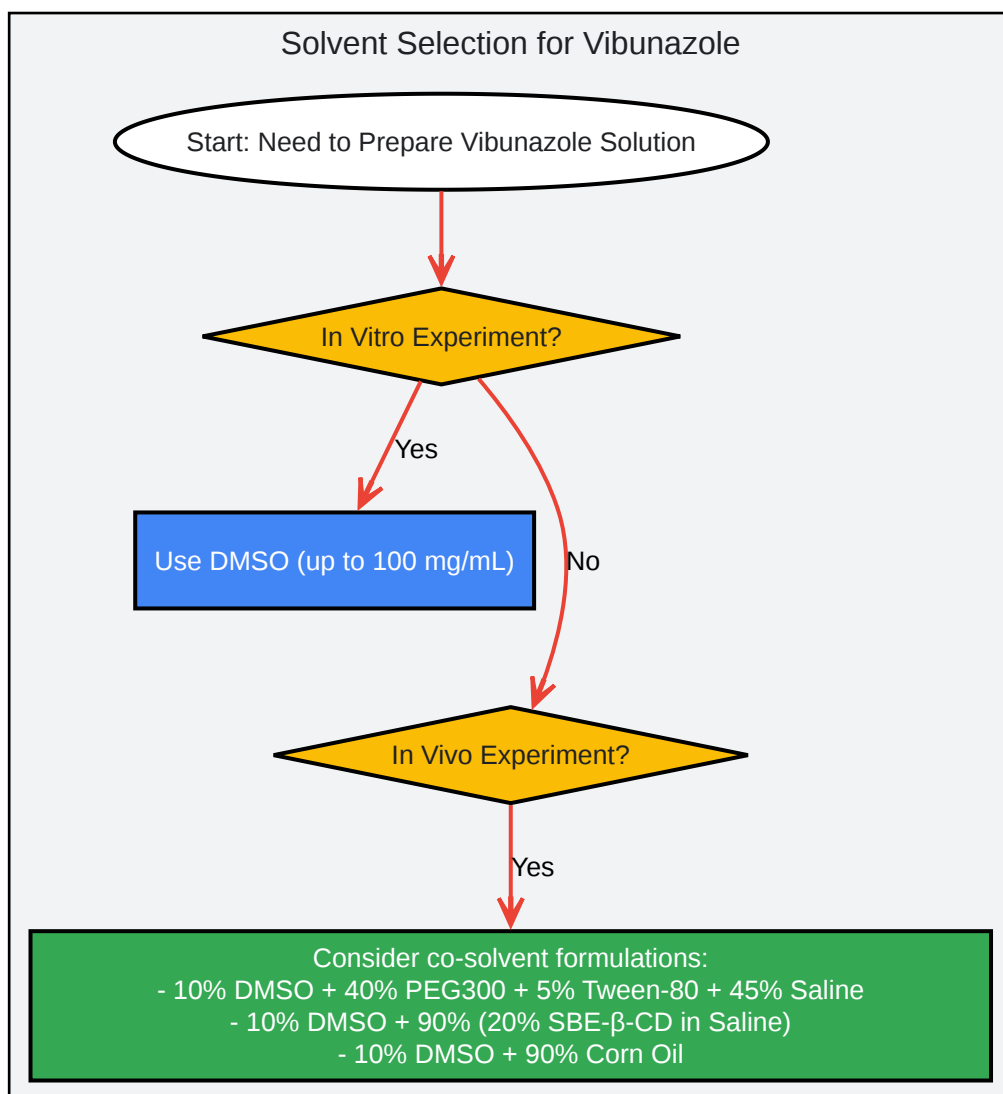 Solvent Selection for Vibunazole
Start: Need to Prepare Vibunazole Solution
In Vitro Experiment?
Yes
Use DMSO (up to 100 mg/mL)
No
In Vivo Experiment?
Yes
Consider co-solvent formulations:
- 10% DMSO + 40% PEG300 + 5% Tween-80 + 45% Saline
- 10% DMSO + 90% (20% SBE-β-CD in Saline)
- 10% DMSO + 90% Corn Oil